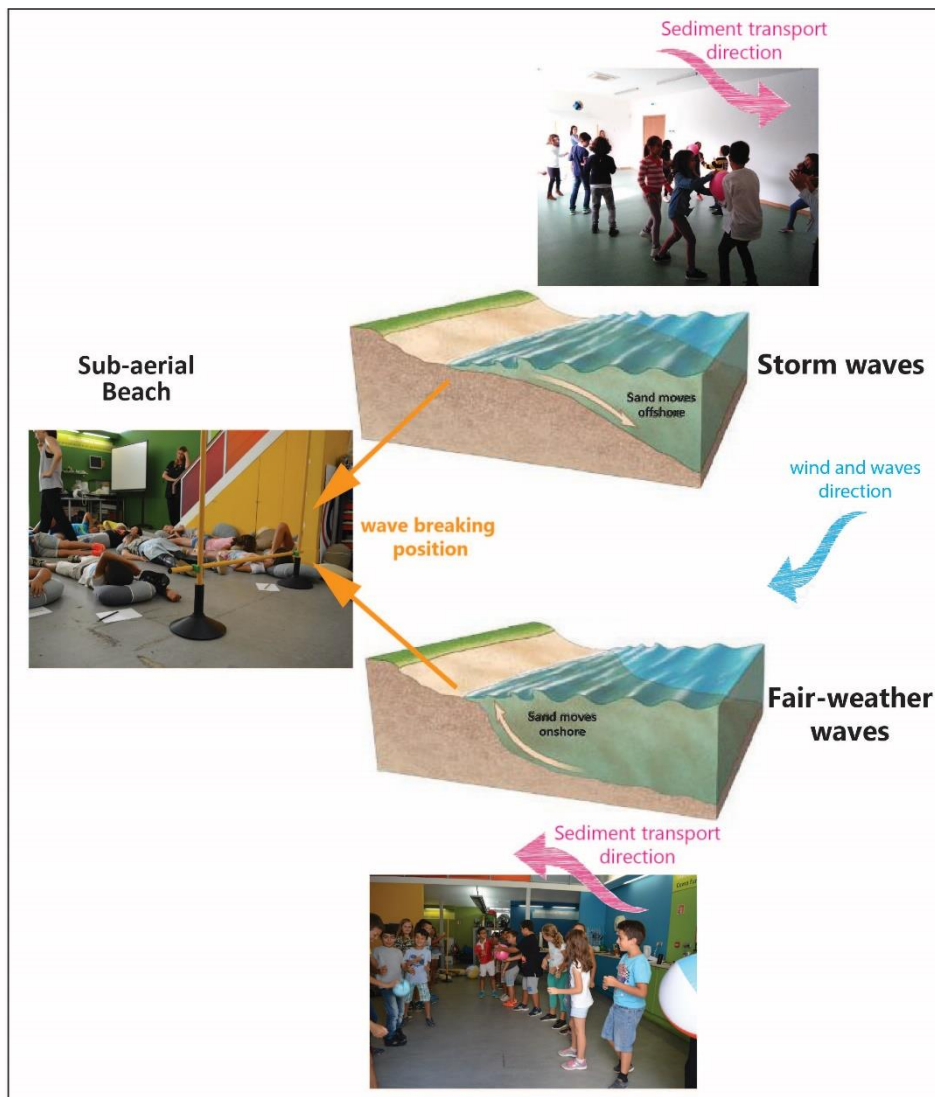 Sediment transport
direction
Sub-aerial
Beach
Storm waves
Sand moves
offshore
wind and waves
direction
wave breaking
position
Fair-weather
waves
Sand moves
onshore
Sediment transport
direction